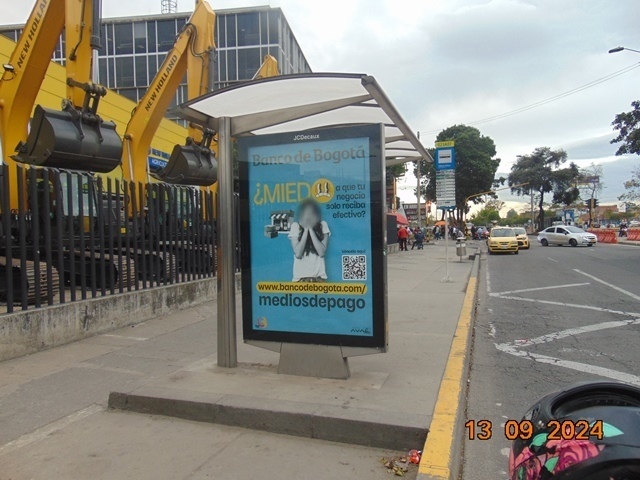 NEW HOLLAND
NEW HOLLAND
JCDecaux
Banco de Bogotá
¿MIEDO
a que tu
negocio
solo reciba
efectivo?
www.bancodebogota.com/
mediosdepago
13 09 2024